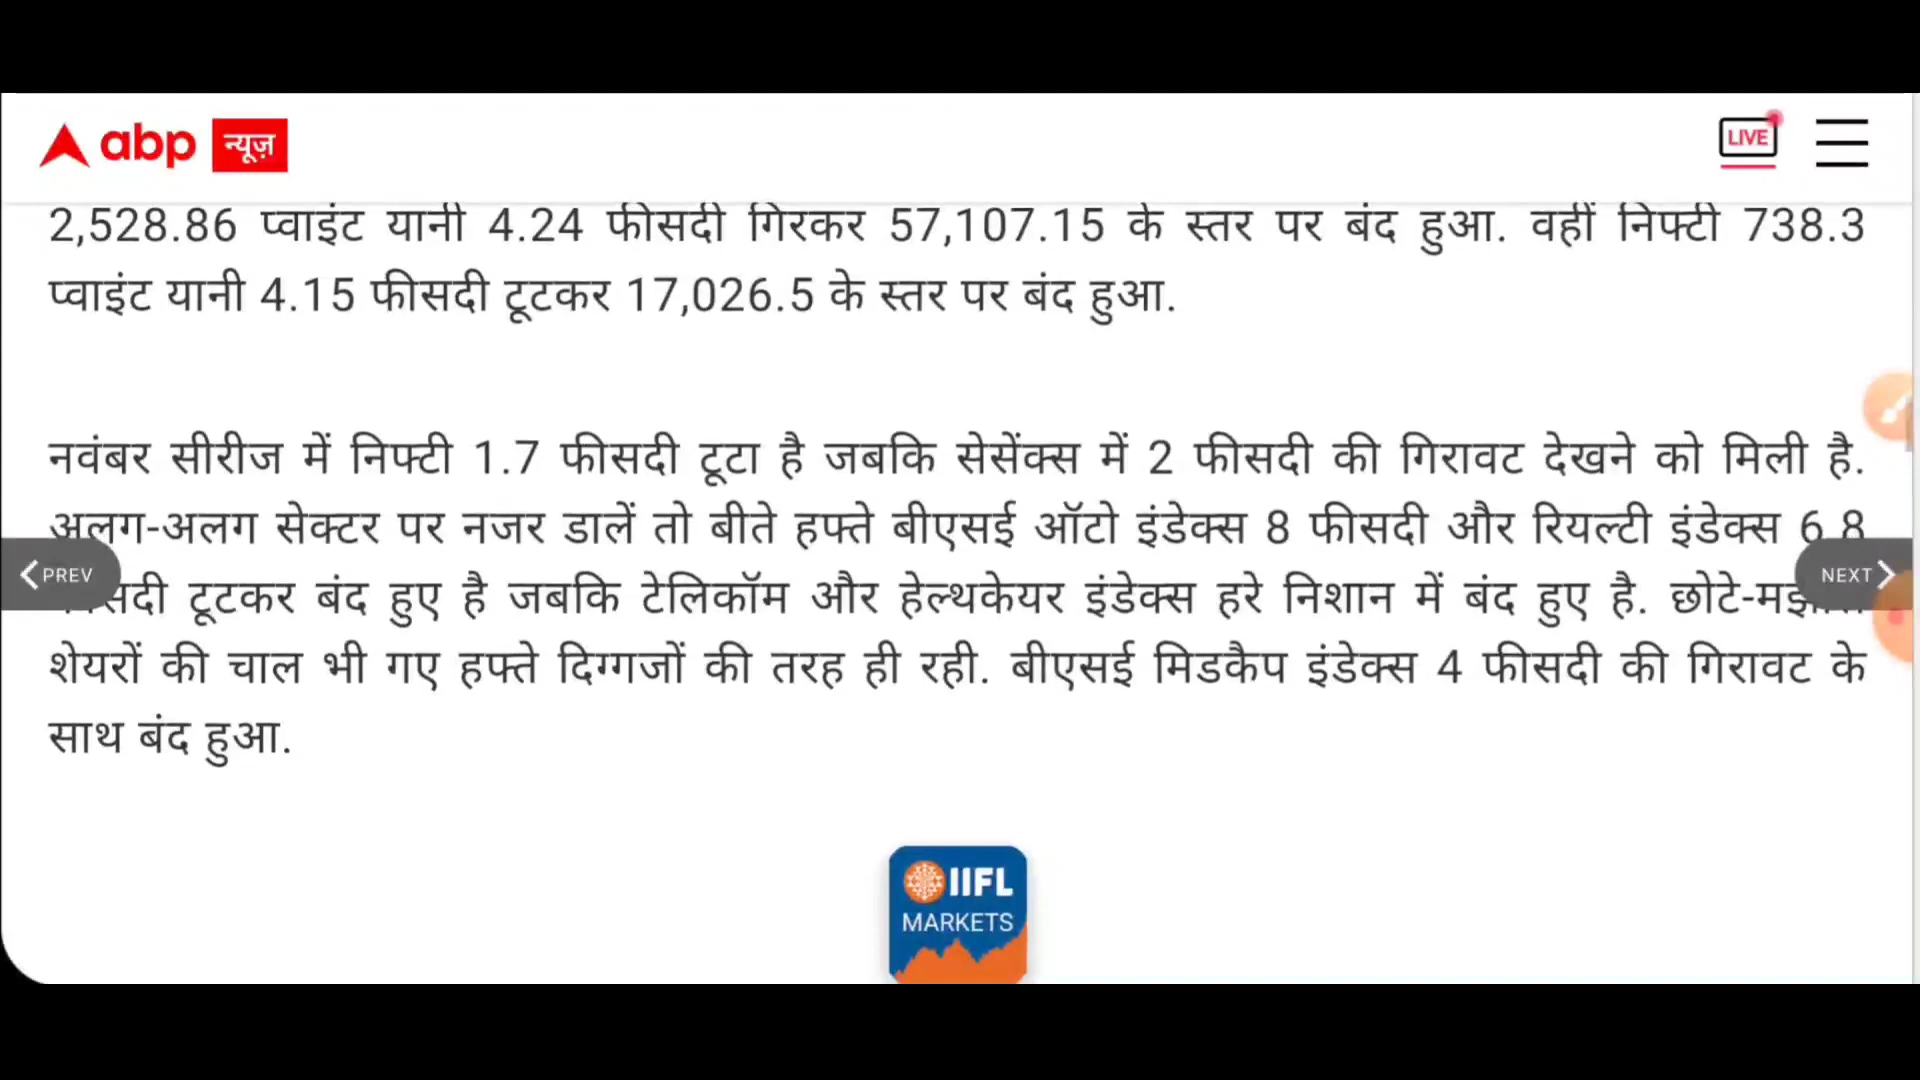 abp न्यूज़
LIVE
2,528.86 प्वाइंट यानी 4.24 फीसदी गिरकर 57,107.15 के स्तर पर बंद हुआ. वहीं निफ्टी 738.3
प्वाइंट यानी 4.15 फीसदी टूटकर 17,026.5 के स्तर पर बंद हुआ.
नवंबर सीरीज में निफ्टी 1.7 फीसदी टूटा है जबकि सेसेंक्स में 2 फीसदी की गिरावट देखने को मिली है.
अलग-अलग सेक्टर पर नजर डालें तो बीते हफ्ते बीएसई ऑटो इंडेक्स 8 फीसदी और रियल्टी इंडेक्स 6.8
टूटकर बंद हुए है जबकि टेलिकॉम और हेल्थकेयर इंडेक्स हरे निशान में बंद हुए है.
शेयरों की चाल भी गए हफ्ते दिग्गजों की तरह ही रही. बीएसई मिडकैप इंडेक्स 4 फीसदी की गिरावट के
साथ बंद हुआ.
PREV
NEXT
IIFL
MARKETS